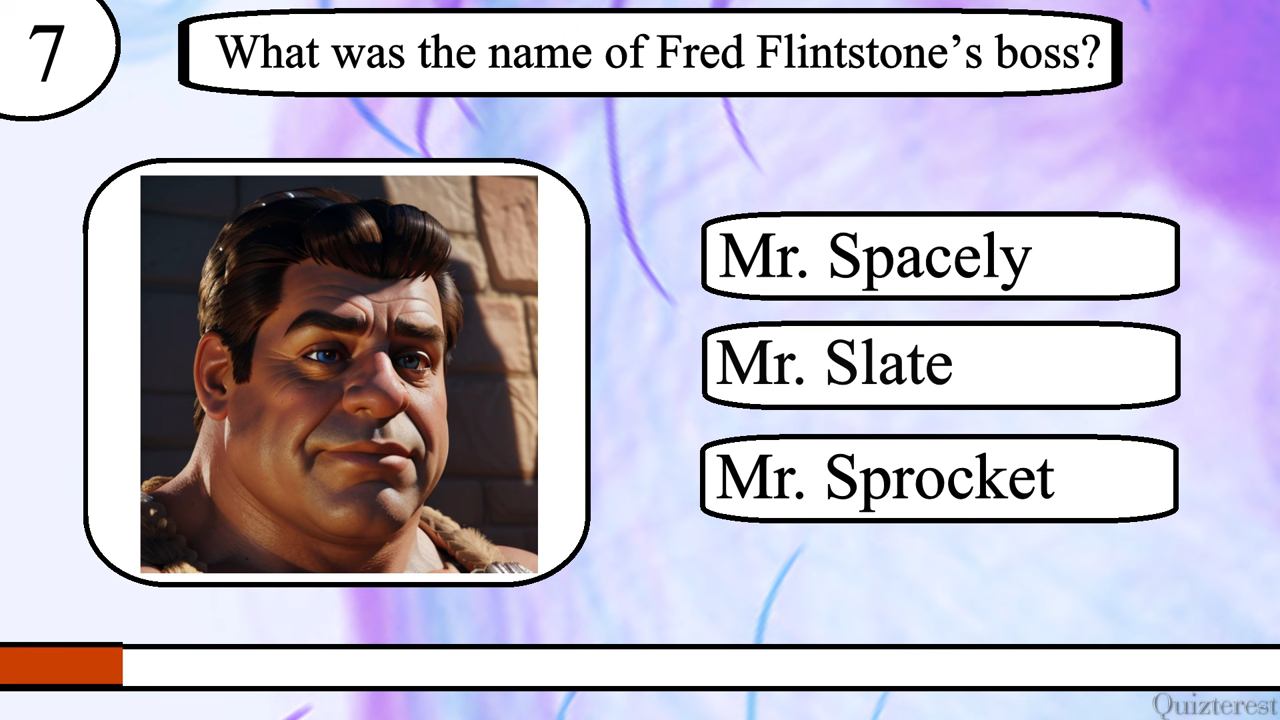 7
What was the name of Fred Flintstone’s boss?
Mr. Spacely
Mr. Slate
Mr. Sprocket
Quizterest